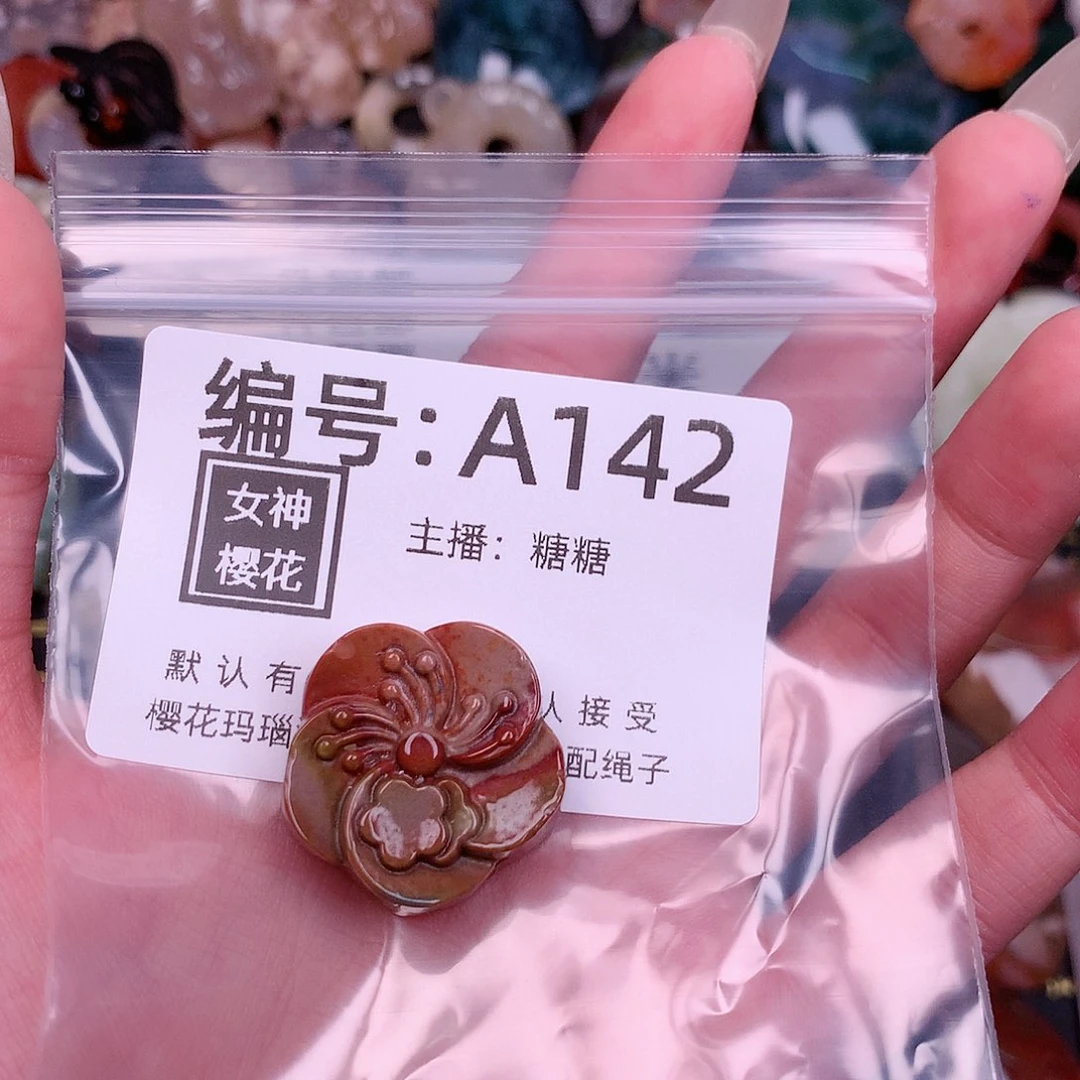 编号:A142
女神
樱花
主播：糖糖
默认有 人接受
樱花玛瑙 配绳子